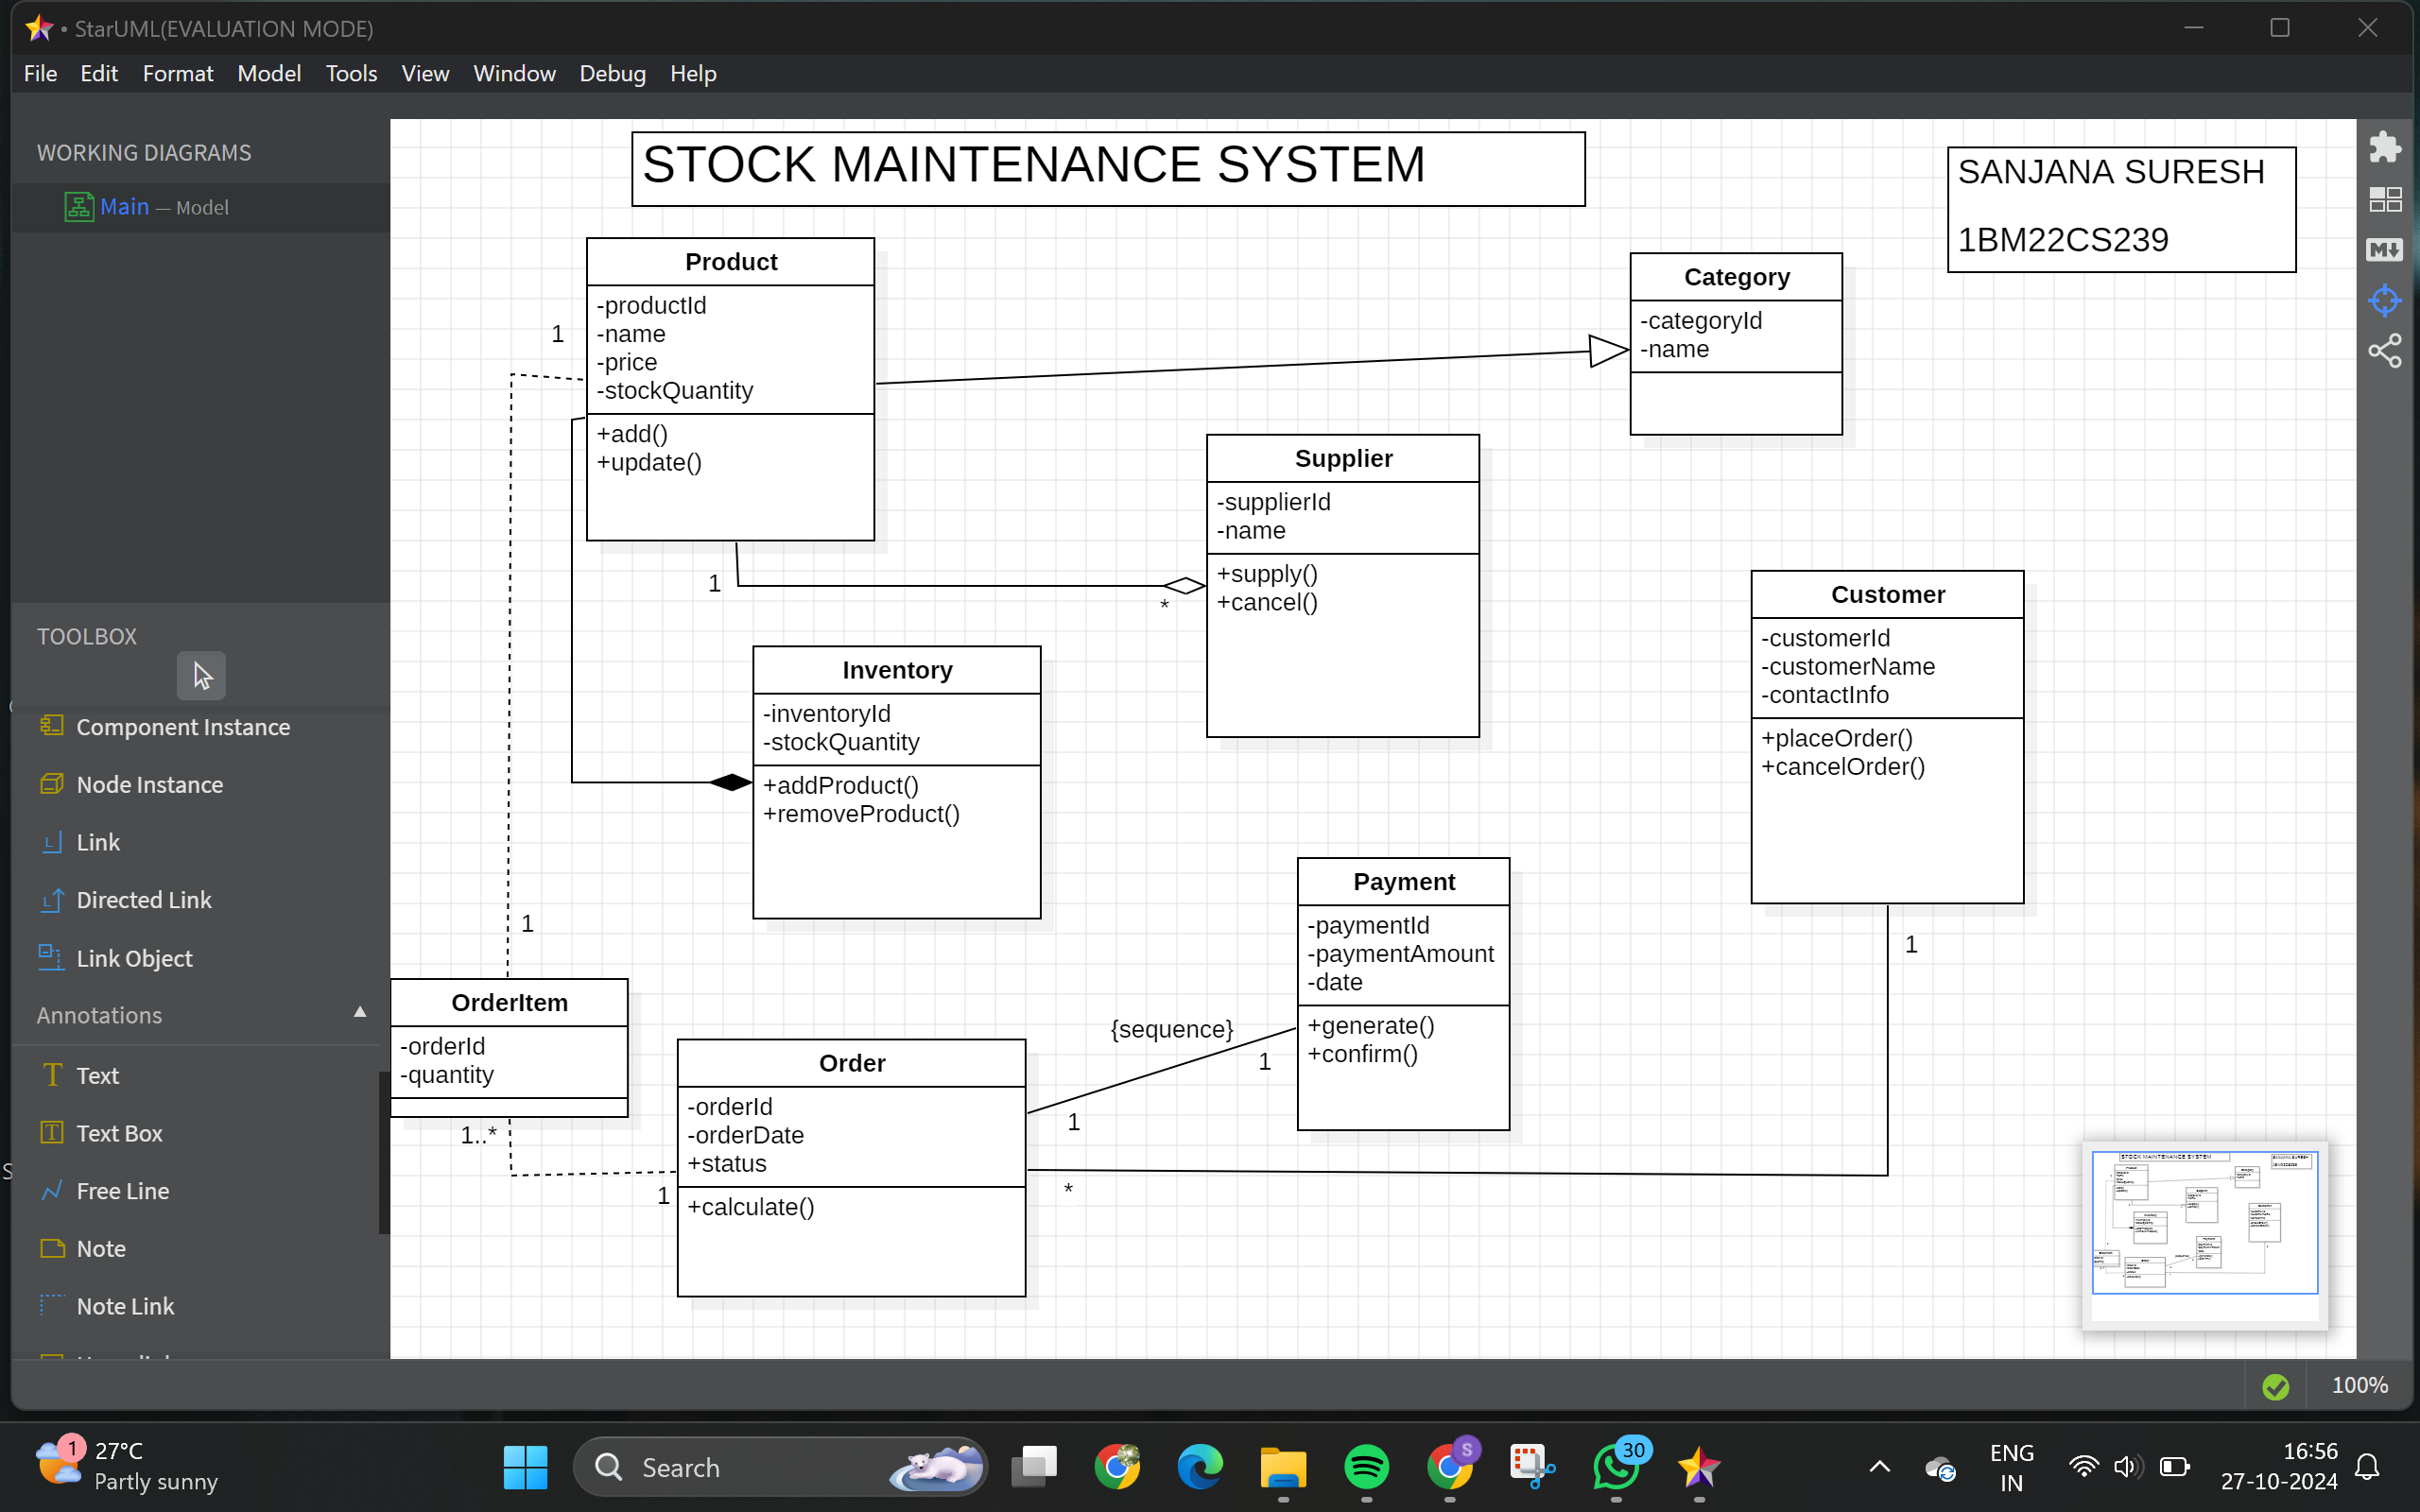 StarUML(EVALUATION MODE)
File Edit Format Model Tools View Window Debug Help
WORKING DIAGRAMS
Main — Model
TOOLBOX
Component Instance
Node Instance
Link
Directed Link
Link Object
Annotations
Text
Text Box
Free Line
Note
Note Link
STOCK MAINTENANCE SYSTEM
SANJANA SURESH
1BM22CS239
Product
-productId
-name
-price
-stockQuantity
+add()
+update()
1
Category
-categoryId
-name
Supplier
-supplierId
-name
+supply()
+cancel()
1
*
Inventory
-inventoryId
-stockQuantity
+addProduct()
+removeProduct()
Customer
-customerId
-customerName
-contactInfo
+placeOrder()
+cancelOrder()
1
1
Payment
-paymentId
-paymentAmount
-date
+generate()
+confirm()
OrderItem
-orderId
-quantity
1..*
{sequence}
1
1
Order
-orderId
-orderDate
+status
+calculate()
1
*
100%
1
27°C
Partly sunny
Search
S
30
ENG
IN
16:56
27-10-2024